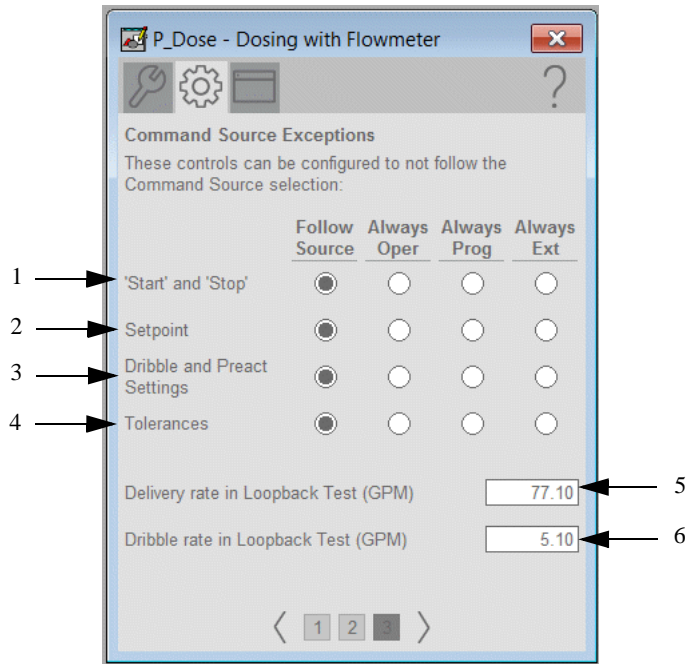 P_Dose - Dosing with Flowmeter
?
Command Source Exceptions
These controls can be configured to not follow the
Command Source selection:
Follow Always Always Always
Source Oper Prog Ext
1 'Start' and 'Stop'
2 Setpoint
3 Dribble and Preact
Settings
4 Tolerances
Delivery rate in Loopback Test (GPM) 77.10 5
Dribble rate in Loopback Test (GPM) 5.10 6
1 2 3